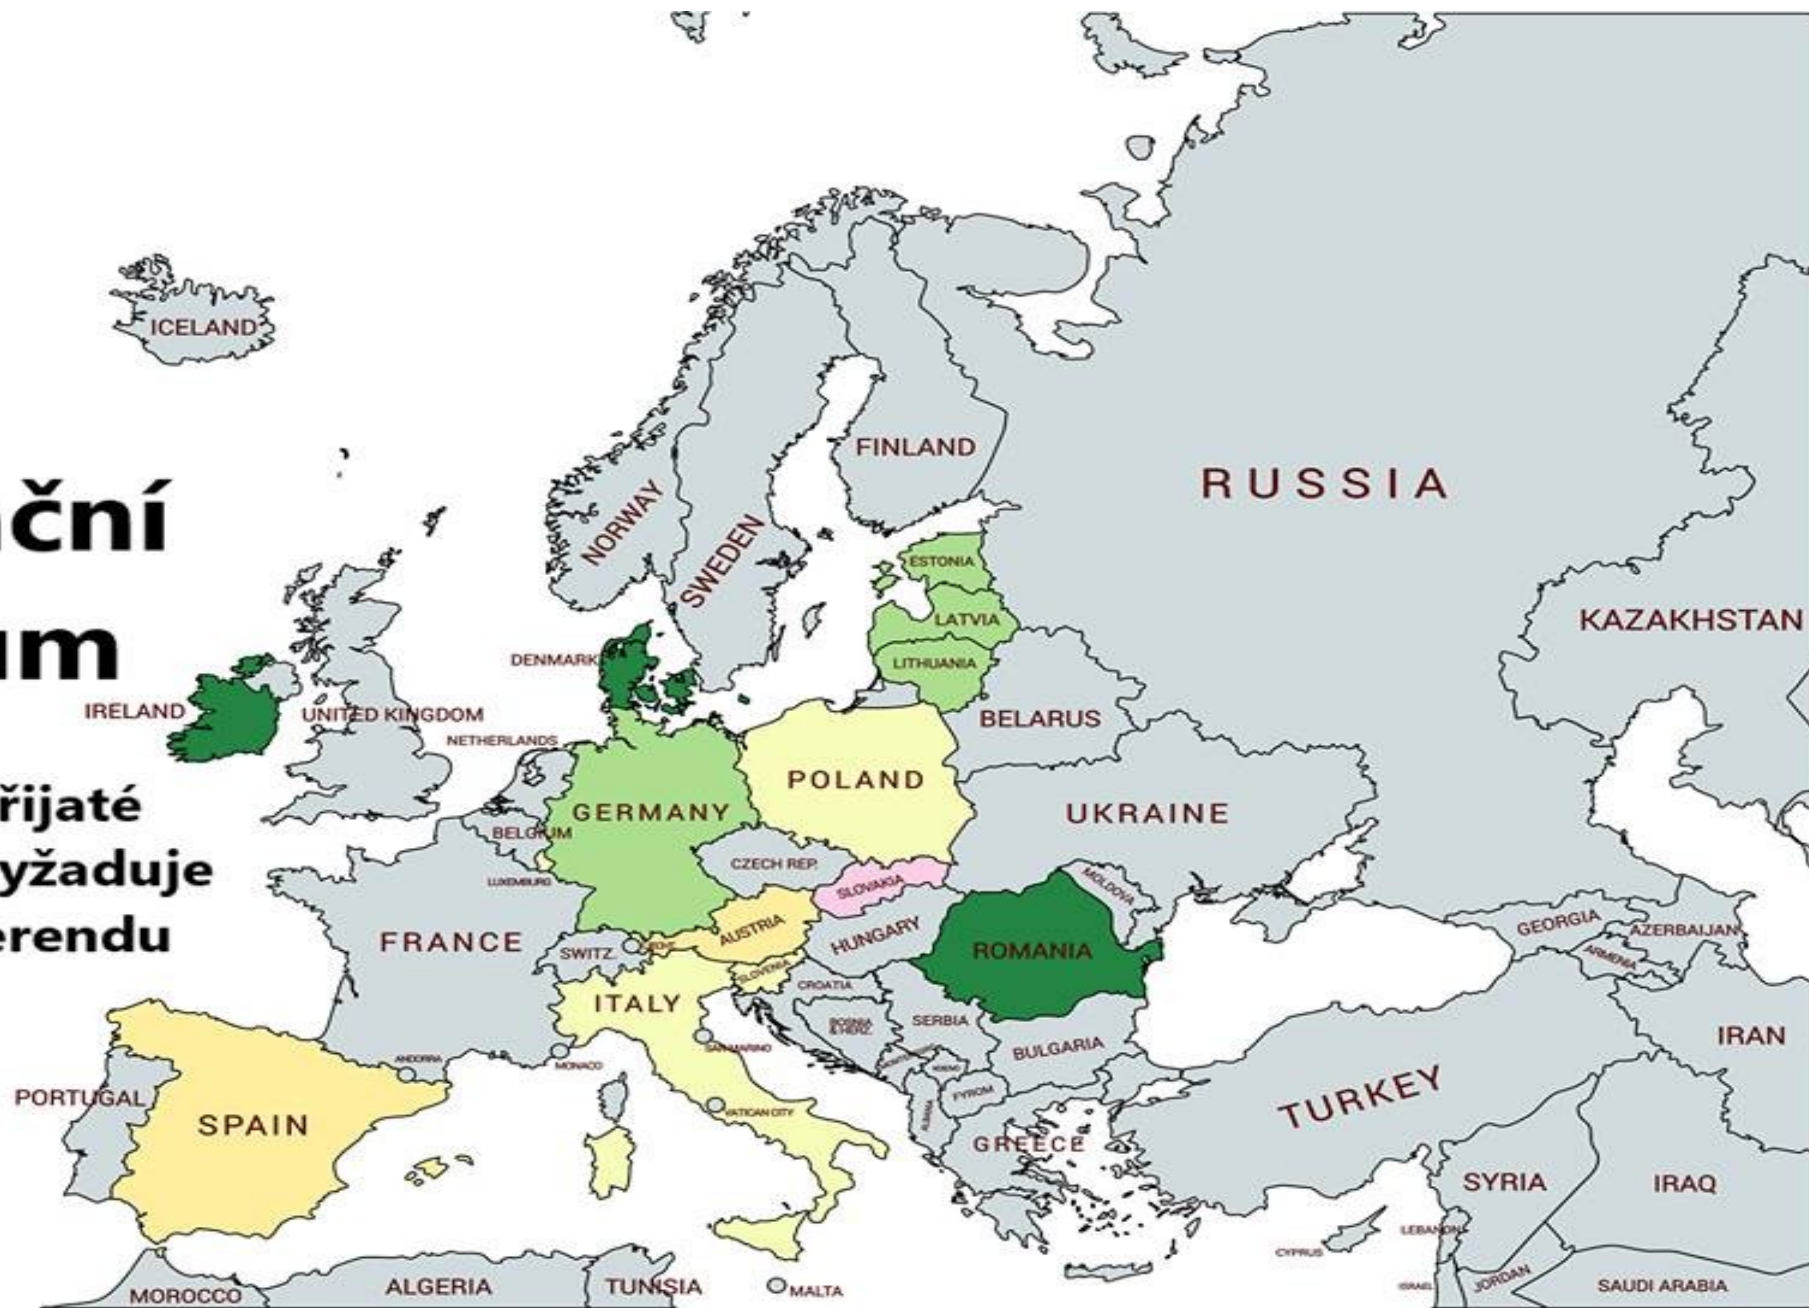 ICELAND
FINLAND
RUSSIA
NORWAY
SWEDEN
ční
um
řijaté
yžaduje
erendu
ESTONIA
LATVIA
LITHUANIA
KAZAKHSTAN
DENMARK
IRELAND
UNITED KINGDOM
NETHERLANDS
BELARUS
POLAND
GERMANY
UKRAINE
BELGIUM
LUXEMBURG
CZECH REP.
SLOVAKIA
MOLDOVA
FRANCE
SWITZ.
AUSTRIA
HUNGARY
ROMANIA
GEORGIA
AZERBAIJAN
ARMENIA
SLOVENIA
CROATIA
ITALY
BOSNIA
& HERZ.
SERBIA
BULGARIA
IRAN
SAN MARINO
ANDORRA
MONACO
FYROM
PORTUGAL
SPAIN
VATICAN CITY
ALBANIA
GREECE
TURKEY
SYRIA
IRAQ
LEBANON
CYPRUS
ISRAEL
JORDAN
SAUDI ARABIA
MOROCCO
ALGERIA
TUNISIA
MALTA